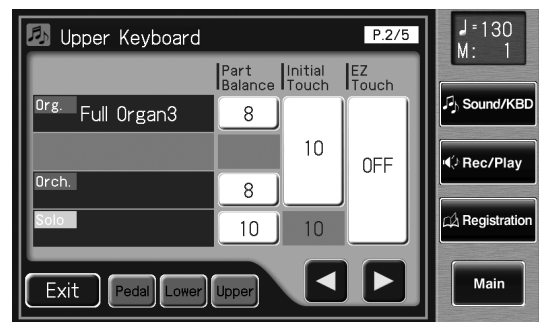 Upper Keyboard
P.2/5
♩=130
M: 1
Part Balance
Initial Touch
EZ Touch
Org.
Full Organ3
8
10
OFF
Orch.
8
Solo
10
10
Sound/KBD
Rec/Play
Registration
Main
Exit
Pedal
Lower
Upper